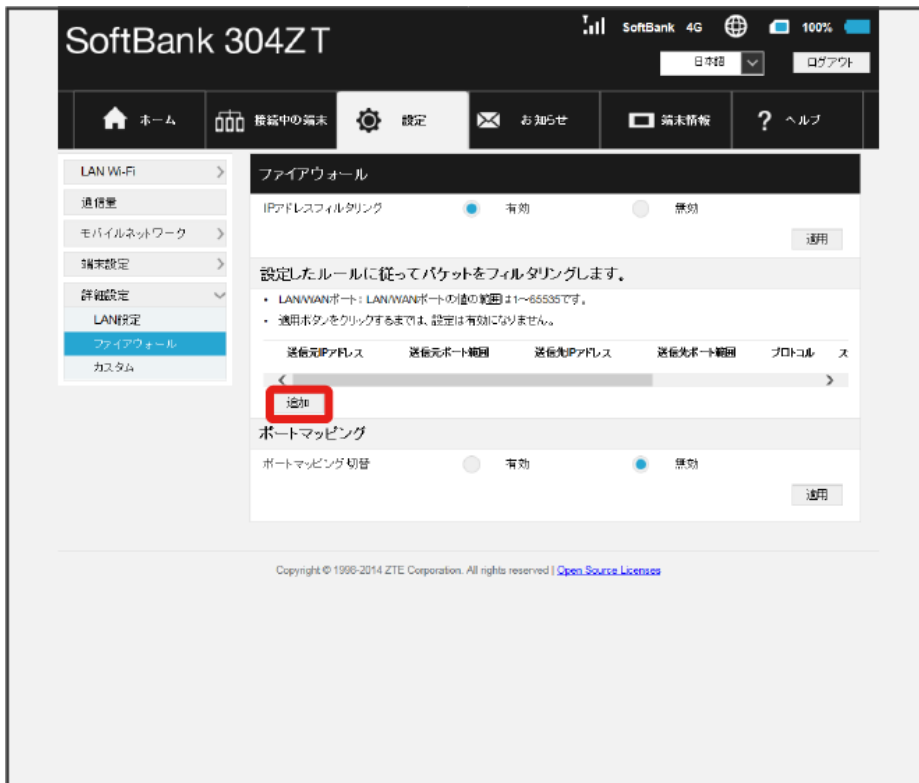 SoftBank 304ZT
SoftBank 4G 100%
日本語 ログアウト
ホーム 接続中の端末 設定 お知らせ 端末情報 ? ヘルプ
LAN Wi-Fi
通信量
モバイルネットワーク
端末設定
詳細設定
LAN設定
ファイアウォール
カスタム
ファイアウォール
IPアドレスフィルタリング 有効 無効
適用
設定したルールに従ってパケットをフィルタリングします。
• LAN/WANポート：LAN/WANポートの値の範囲は1～65535です。
• 適用ボタンをクリックするまでは、設定は有効になりません。
送信元IPアドレス 送信元ポート範囲 送信先IPアドレス 送信先ポート範囲 プロトコル ス
追加
ポートマッピング
ポートマッピング切替 有効 無効
適用
Copyright © 1998-2014 ZTE Corporation. All rights reserved | Open Source Licenses